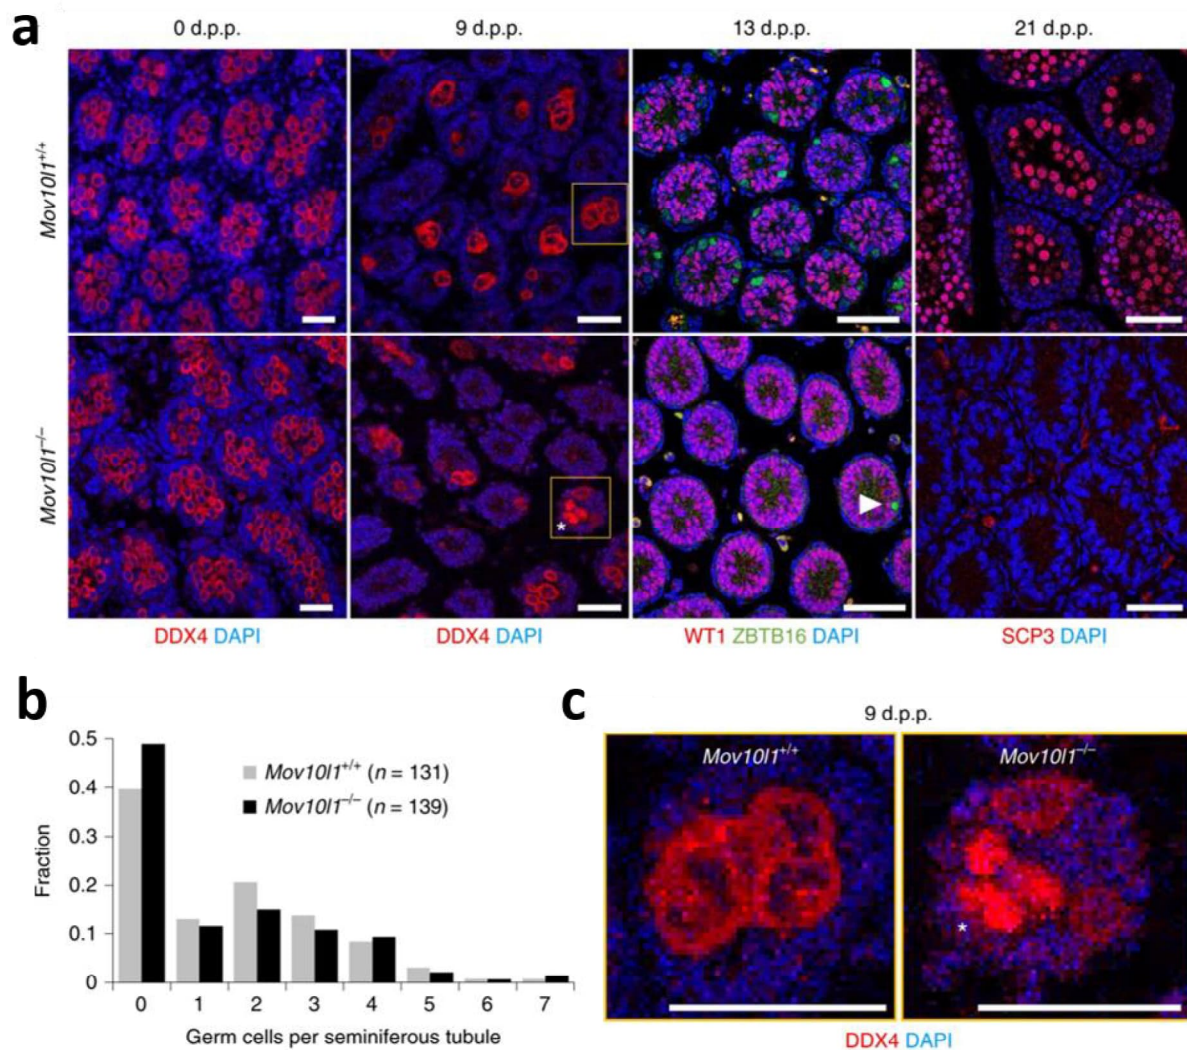 a
0 d.p.p. 9 d.p.p. 13 d.p.p. 21 d.p.p.
Mov10l1+/+
Mov10l1−/−
*
DDX4 DAPI DDX4 DAPI WT1 ZBTB16 DAPI SCP3 DAPI
b
0.5
0.4
0.3
0.2
0.1
0
Fraction
Mov10l1+/+ (n = 131)
Mov10l1−/− (n = 139)
0 1 2 3 4 5 6 7
Germ cells per seminiferous tubule
c
9 d.p.p.
Mov10l1+/+ Mov10l1−/−
*
DDX4 DAPI